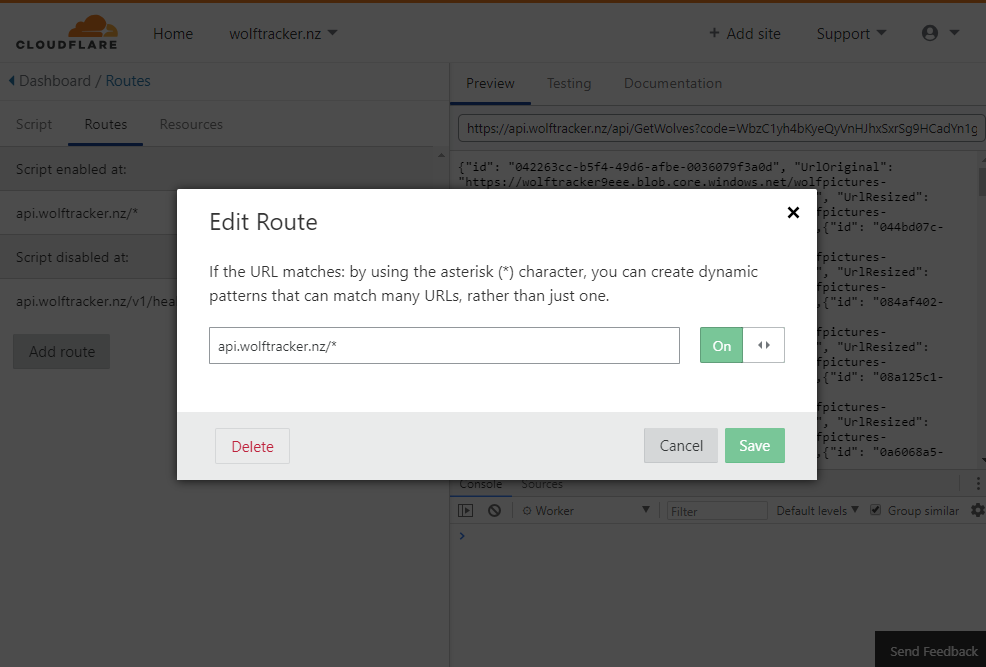 CLOUDFLARE
Home
wolftracker.nz
+ Add site
Support
Dashboard / Routes
Preview
Testing
Documentation
Script
Routes
Resources
https://api.wolftracker.nz/api/GetWolves?code=WbzC1yh4bKyeQyVnHJhxSxrSg9HCadYn1g
Script enabled at:
{"id": "042263cc-b5f4-49d6-afbe-0036079f3a0d", "UrlOriginal":
"https://wolftracker9eee.blob.core.windows.net/wolfpictures-
", "UrlResized":
api.wolftracker.nz/*
fpictures-
,{"id": "044bd07c-
Script disabled at:
fpictures-
", "UrlResized":
fpictures-
api.wolftracker.nz/v1/hea
,{"id": "084af402-
fpictures-
", "UrlResized":
Add route
fpictures-
,{"id": "08a125c1-
fpictures-
", "UrlResized":
fpictures-
,{"id": "0a6068a5-
Edit Route
If the URL matches: by using the asterisk (*) character, you can create dynamic
patterns that can match many URLs, rather than just one.
api.wolftracker.nz/*
On
Delete
Cancel
Save
Console
Sources
Worker
Filter
Default levels
Group similar
Send Feedback